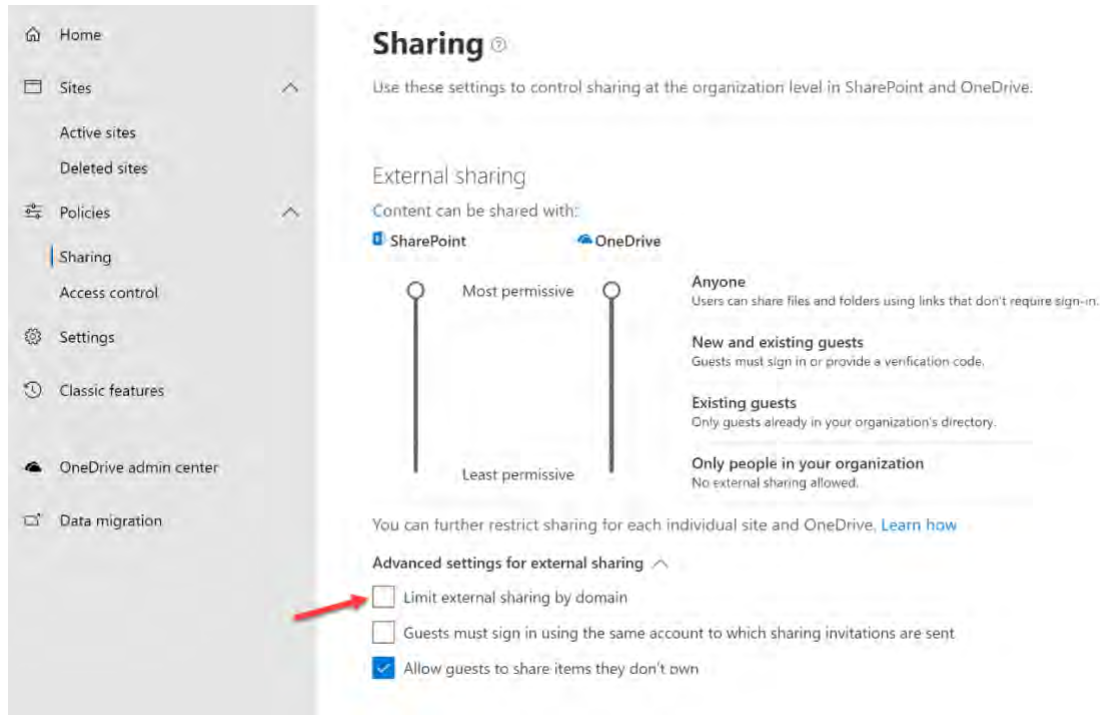 Home
Sites
Active sites
Deleted sites
Policies
Sharing
Access control
Settings
Classic features
OneDrive admin center
Data migration
Sharing
Use these settings to control sharing at the organization level in SharePoint and OneDrive.
External sharing
Content can be shared with:
SharePoint
OneDrive
Most permissive
Least permissive
Anyone
Users can share files and folders using links that don't require sign-in.
New and existing guests
Guests must sign in or provide a verification code.
Existing guests
Only guests already in your organization's directory.
Only people in your organization
No external sharing allowed.
You can further restrict sharing for each individual site and OneDrive. Learn how
Advanced settings for external sharing
Limit external sharing by domain
Guests must sign in using the same account to which sharing invitations are sent
Allow guests to share items they don't own